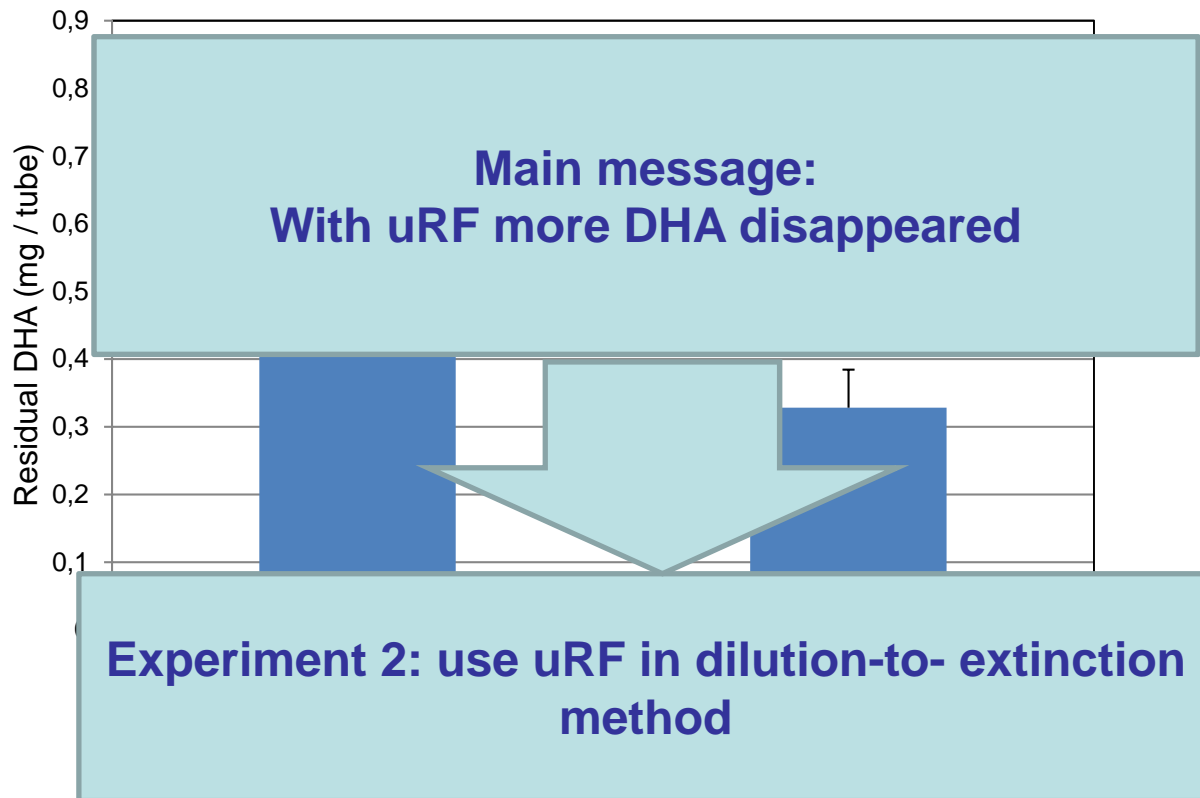 0,9
0,8
0,7
0,6
0,5
0,4
0,3
0,2
0,1
Residual DHA (mg / tube)
Main message:
With uRF more DHA disappeared
Experiment 2: use uRF in dilution-to- extinction
method